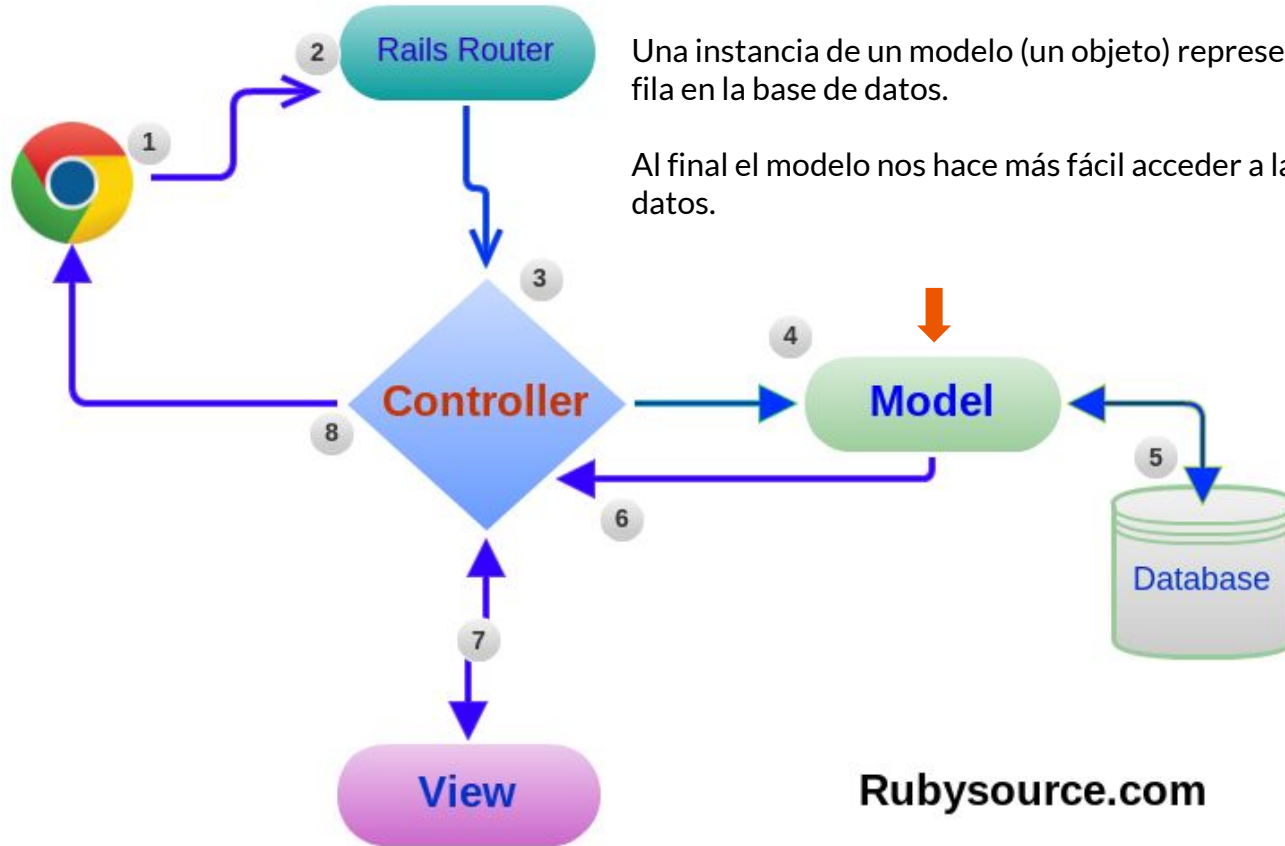 2
Rails Router
Una instancia de un modelo (un objeto)
fila en la base de datos.
1
Al final el modelo nos hace más fácil acceder a
datos.
3
4
Controller
Model
8
5
6
Database
7
View
Rubysource.com